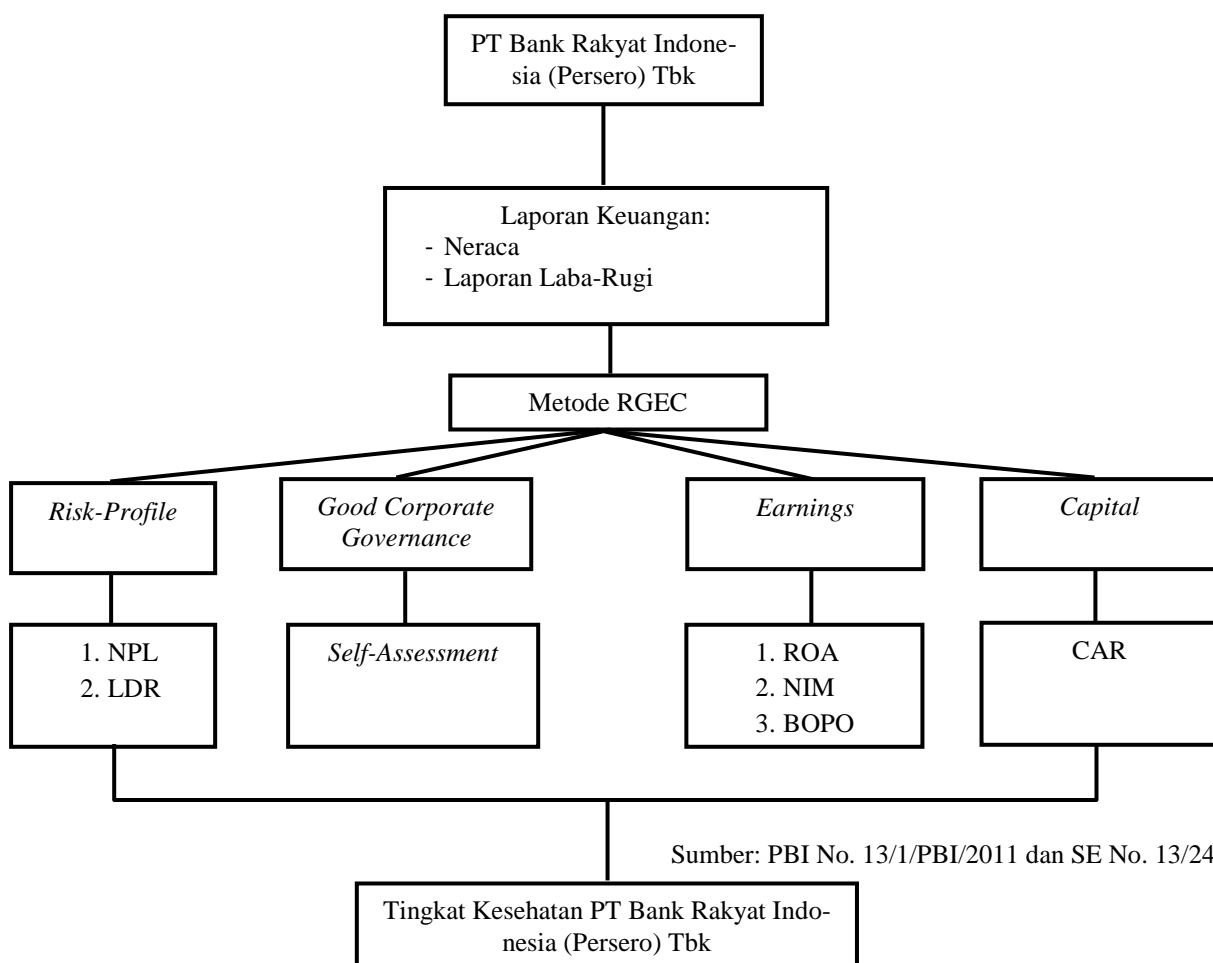 PT Bank Rakyat Indone-
sia (Persero) Tbk
Laporan Keuangan:
- Neraca
- Laporan Laba-Rugi
Metode RGEC
Risk-Profile
Good Corporate
Governance
Earnings
Capital
1. NPL
2. LDR
Self-Assessment
1. ROA
2. NIM
3. BOPO
CAR
Sumber: PBI No. 13/1/PBI/2011 dan SE No. 13/24
Tingkat Kesehatan PT Bank Rakyat Indo-
nesia (Persero) Tbk